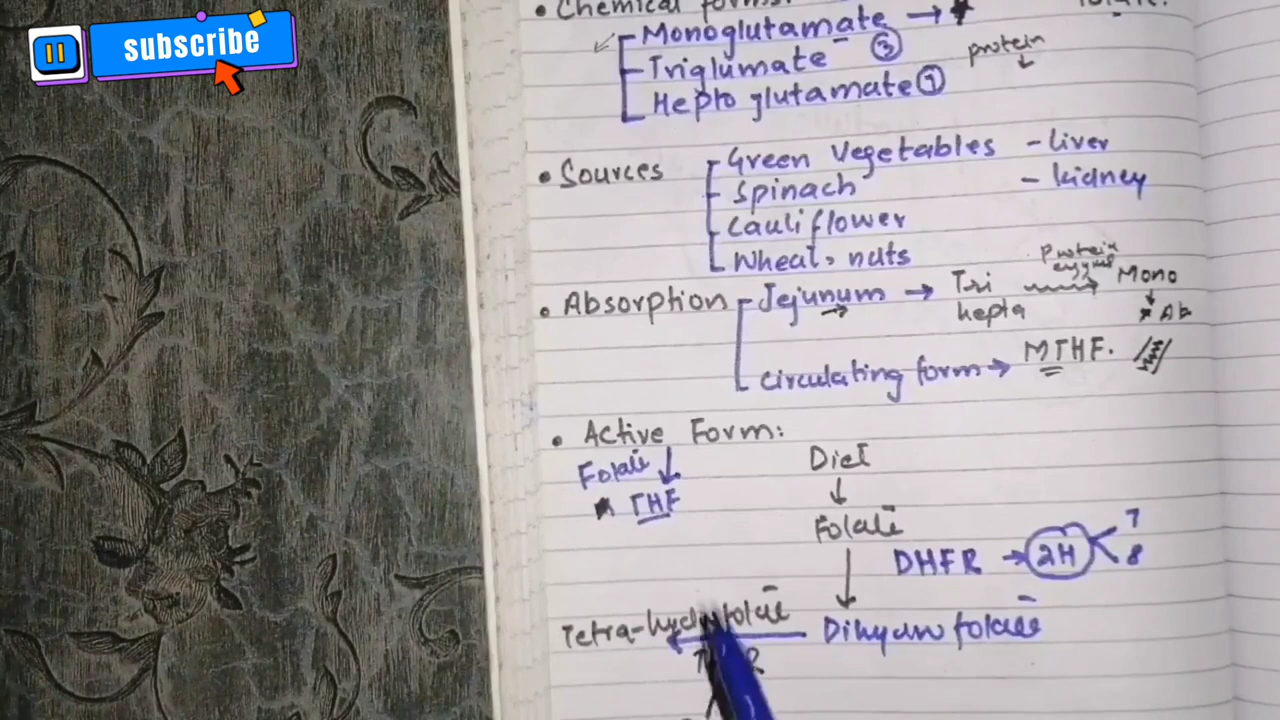 subscribe
• Chemical forms:
Monoglutamate →
folate.
Triglumate ③
protein ↓
Hepto glutamate ⑦
• Sources
Green Vegetables - liver
Spinach - kidney
Cauliflower
Wheat, nuts
• Absorption
Jejunum → Tri
hepta
Protein
Mono
↓
Ab
circulating form → MTHF.
• Active Form:
Folate ↓
THF
Diet
↓
Folate
↓
DHFR → 2H < 7
8
Dihydrofolate
Tetra-hydrofolate